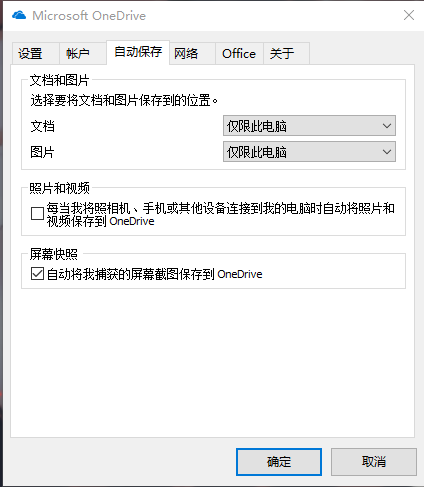 Microsoft OneDrive
设置 帐户 自动保存 网络 Office 关于
文档和图片
选择要将文档和图片保存到的位置。
文档 仅限此电脑
图片 仅限此电脑
照片和视频
每当我将照相机、手机或其他设备连接到我的电脑时自动将照片和
视频保存到 OneDrive
屏幕快照
自动将我捕获的屏幕截图保存到 OneDrive
确定 取消